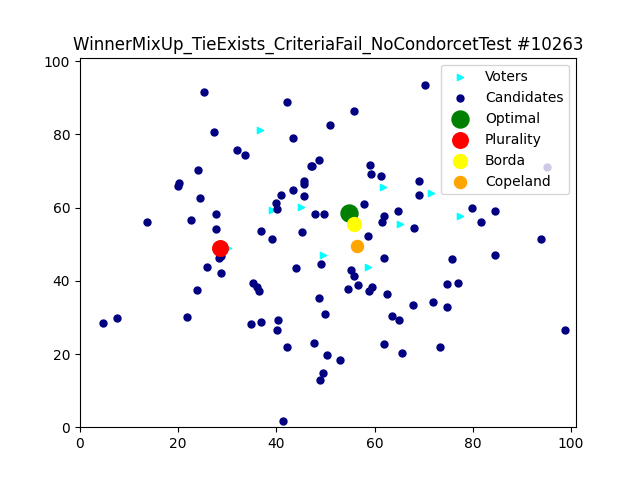 WinnerMixUp_TieExists_CriteriaFail_NoCondorcetTest #10263
Voters
Candidates
Optimal
Plurality
Borda
Copeland
100
80
60
40
20
0
0 20 40 60 80 100